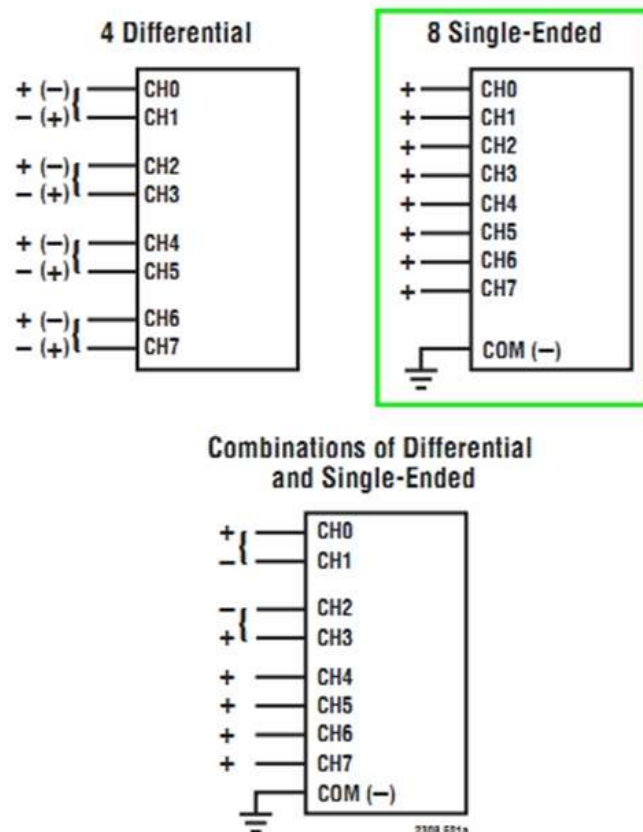 4 Differential
+ (−)
CH0
− (+)
CH1
+ (−)
CH2
− (+)
CH3
+ (−)
CH4
− (+)
CH5
+ (−)
CH6
− (+)
CH7
8 Single-Ended
+ CH0
+ CH1
+ CH2
+ CH3
+ CH4
+ CH5
+ CH6
+ CH7
COM (−)
Combinations of Differential
and Single-Ended
+ CH0
− CH1
− CH2
+ CH3
+ CH4
+ CH5
+ CH6
+ CH7
COM (−)